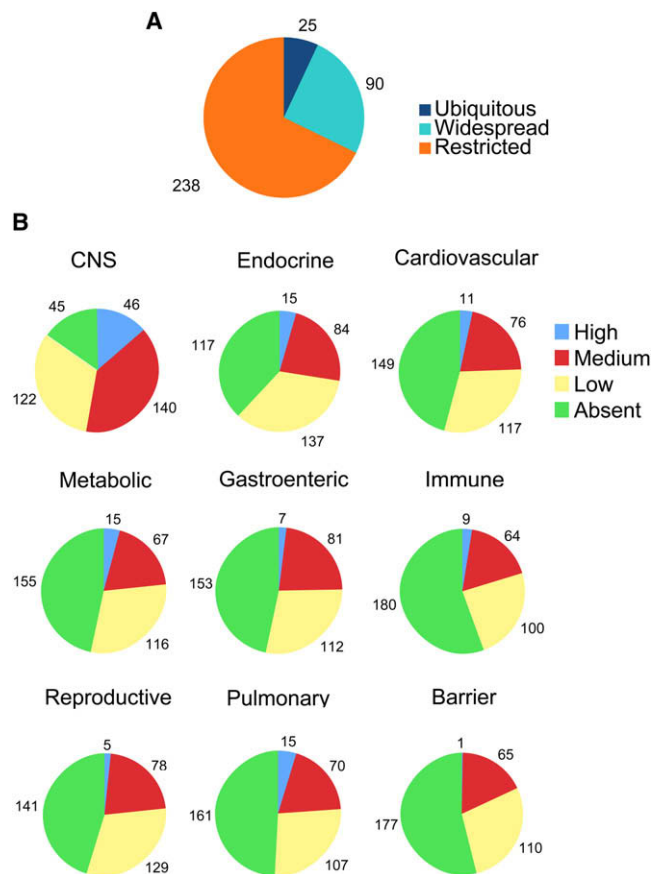 A
25
90
238
Ubiquitous
Widespread
Restricted
B
CNS
Endocrine
Cardiovascular
45
46
122
140
15
84
117
137
11
76
149
117
High
Medium
Low
Absent
Metabolic
Gastroenteric
Immune
15
67
155
116
7
81
153
112
9
64
180
100
Reproductive
Pulmonary
Barrier
5
78
141
129
15
70
161
107
1
65
177
110